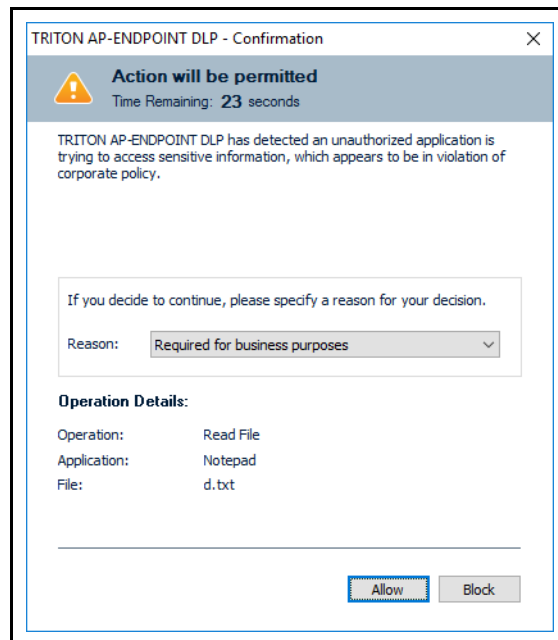 TRITON AP-ENDPOINT DLP - Confirmation
Action will be permitted
Time Remaining: 23 seconds
TRITON AP-ENDPOINT DLP has detected an unauthorized application is
trying to access sensitive information, which appears to be in violation of
corporate policy.
If you decide to continue, please specify a reason for your decision.
Reason: Required for business purposes
Operation Details:
Operation: Read File
Application: Notepad
File: d.txt
Allow Block